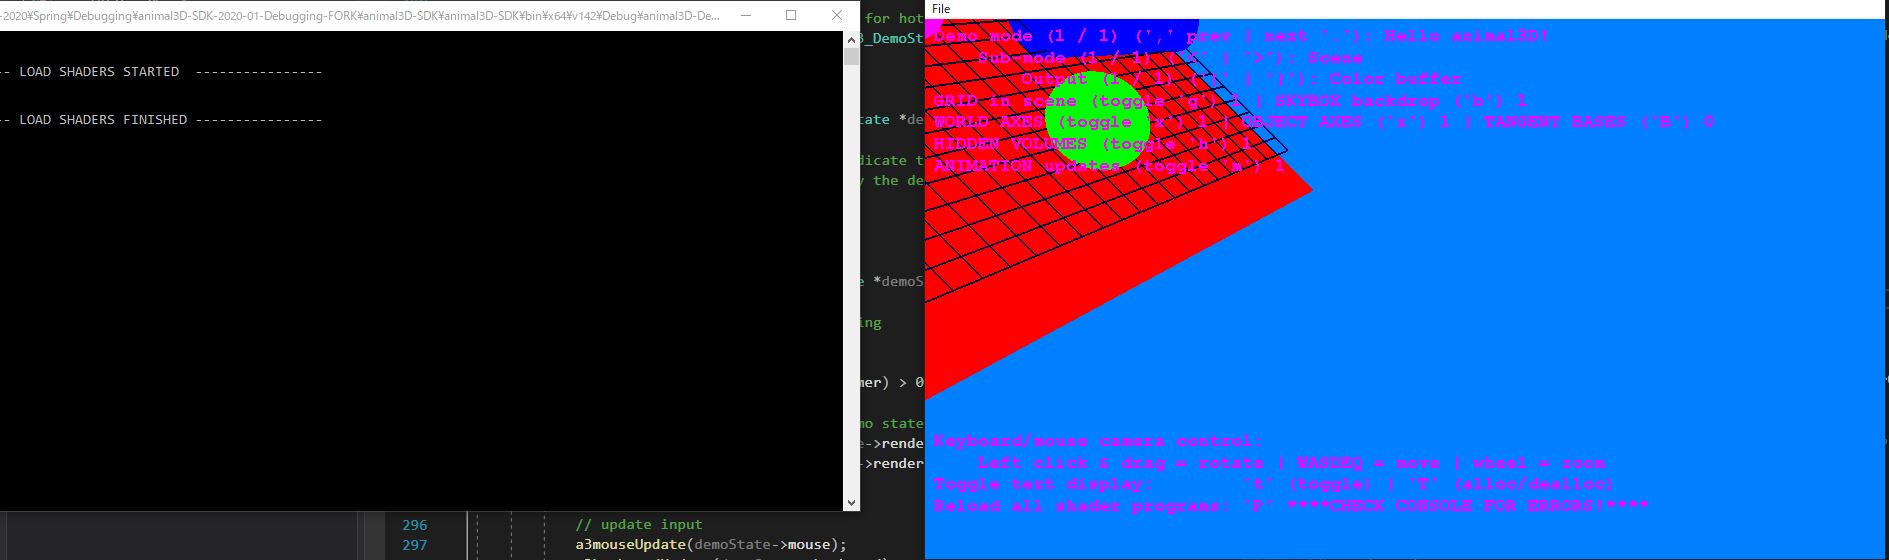 -2020¥Spring¥Debugging¥animal3D-SDK-2020-01-Debugging-FORK¥animal3D-SDK¥animal3D-SDK¥bin¥x64¥v142¥Debug¥animal3D-De...
-- LOAD SHADERS STARTED ----------------
-- LOAD SHADERS FINISHED ----------------
for hot
3_DemoSt
tate *de
dicate t
y the de
e *demoS
ing
mer) > 0
mo state
->rende
->render
296 // update input
297 a3mouseUpdate(demoState->mouse);
File
Demo mode (1 / 1) (',' prev | next '.'): Hello animal3D!
Sub-mode (1 / 1) ('<' | '>'): Scene
Output (1 / 1) ('{' | '}'): Color buffer
GRID in scene (toggle 'g') 1 | SKYBOX backdrop ('b') 1
WORLD AXES (toggle 'x') 1 | OBJECT AXES ('z') 1 | TANGENT BASES ('B') 0
HIDDEN VOLUMES (toggle 'h') 1
ANIMATION updates (toggle 'm') 1
Keyboard/mouse camera control:
Left click & drag = rotate | WASDEQ = move | wheel = zoom
Toggle text display: 't' (toggle) | 'T' (alloc/dealloc)
Reload all shader programs: 'P' ****CHECK CONSOLE FOR ERRORS!****